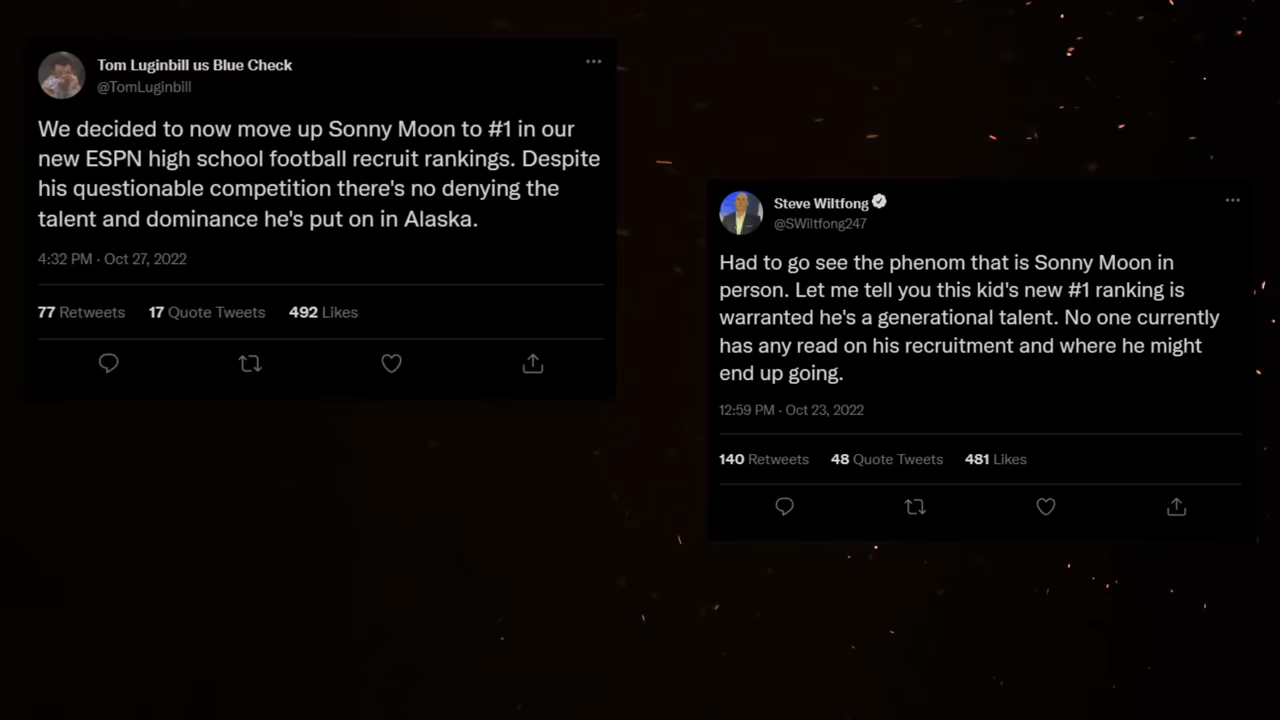 Tom Luginbill us Blue Check
@TomLuginbill
We decided to now move up Sonny Moon to #1 in our
new ESPN high school football recruit rankings. Despite
his questionable competition there's no denying the
talent and dominance he's put on in Alaska.
4:32 PM · Oct 27, 2022
77 Retweets 17 Quote Tweets 492 Likes
Steve Wiltfong
@SWiltfong247
Had to go see the phenom that is Sonny Moon in
person. Let me tell you this kid's new #1 ranking is
warranted he's a generational talent. No one currently
has any read on his recruitment and where he might
end up going.
12:59 PM · Oct 23, 2022
140 Retweets 48 Quote Tweets 481 Likes